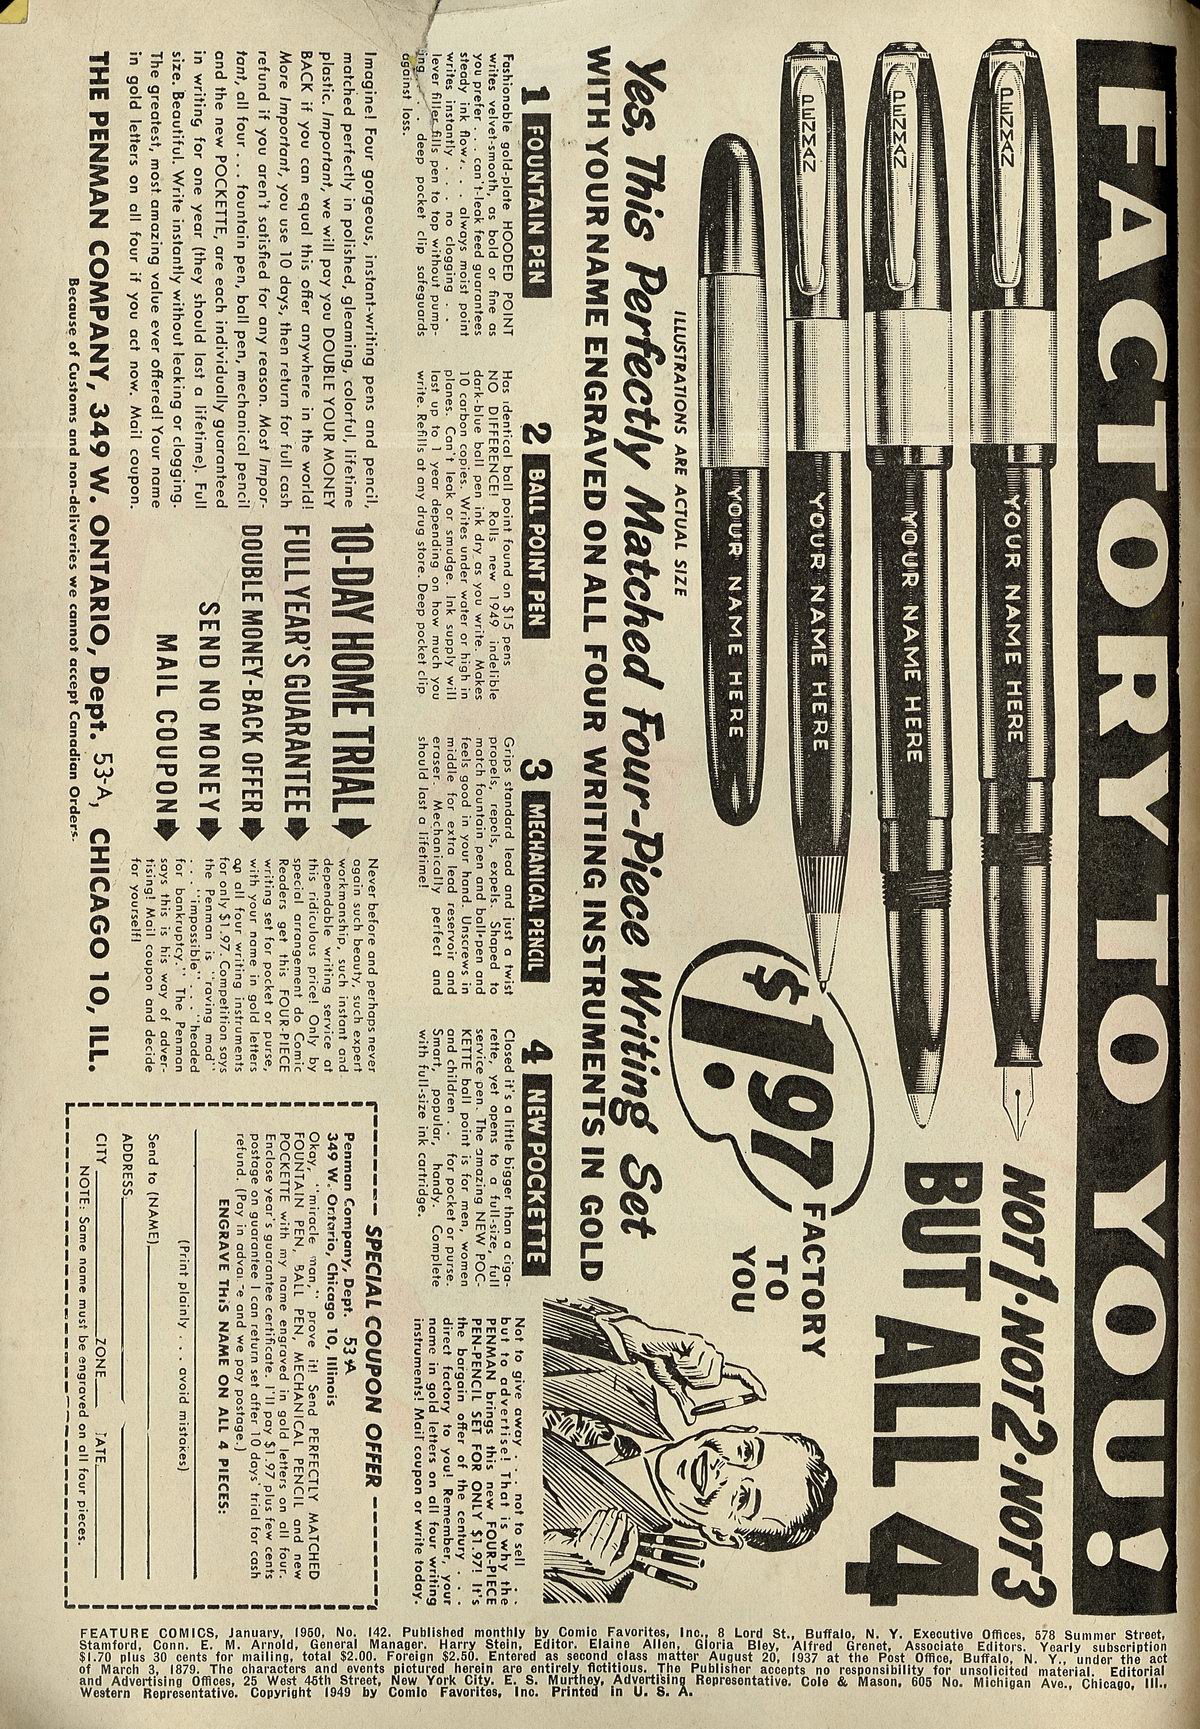 FACTORY TO YOU!
NOT 1·NOT 2·NOT 3
BUT ALL 4
PENMAN
YOUR NAME HERE
PENMAN
YOUR NAME HERE
PENMAN
YOUR NAME HERE
YOUR NAME HERE
$1.97
FACTORY
TO
YOU
ILLUSTRATIONS ARE ACTUAL SIZE
Yes, This Perfectly Matched Four-Piece Writing Set
WITH YOUR NAME ENGRAVED ON ALL FOUR WRITING INSTRUMENTS IN GOLD
1 FOUNTAIN PEN
Fashionable gold-plate HOODED POINT
writes velvet-smooth, as bold or fine as
you prefer . . . can't-leak feed guarantees
steady ink flow. . . . always moist point
writes instantly . . . no clogging. . . .
lever filler fills pen to top without pump-
ing. . . deep pocket clip safeguards
against loss.
2 BALL POINT PEN
Has identical ball point found on $15 pens
NO DIFFERENCE! Rolls new 1949 indelible
dark-blue ball pen ink dry as you write. Makes
10 carbon copies. Writes under water or high in
planes. Can't leak or smudge. Ink supply will
last up to 1 year depending on how much you
write. Refills at any drug store. Deep pocket clip
3 MECHANICAL PENCIL
Grips standard lead and just a twist
propels, repels, expels. Shaped to
match fountain pen and ball-pen and
feels good in your hand. Unscrews in
middle for extra lead reservoir and
eraser. Mechanically perfect and
should last a lifetime!
4 NEW POCKETTE
Closed it's a little bigger than a ciga-
rette, yet opens to a full-size, full
service pen. The amazing NEW POC-
KETTE ball point is for men, women
and children . . for pocket or purse.
Smart, popular, handy. Complete
with full-size ink cartridge.
Not to give away . . . not to sell . .
but to advertise! That is why the
PENMAN brings this new FOUR-PIECE
PEN-PENCIL SET FOR ONLY $1.97! It's
the bargain offer of the century . . .
direct factory to you! Remember, your
name in gold letters on all four writing
instruments! Mail coupon or write today.
Imagine! Four gorgeous, instant-writing pens and pencil,
matched perfectly in polished, gleaming, colorful, lifetime
plastic. Important, we will pay you DOUBLE YOUR MONEY
BACK if you can equal this offer anywhere in the world!
More Important, you use 10 days, then return for full cash
refund if you aren't satisfied for any reason. Most Impor-
tant, all four . . . fountain pen, ball pen, mechanical pencil
and the new POCKETTE, are each individually guaranteed
in writing for one year (they should last a lifetime). Full
size. Beautiful. Write instantly without leaking or clogging.
The greatest, most amazing value ever offered! Your name
in gold letters on all four if you act now. Mail coupon.
10-DAY HOME TRIAL
FULL YEAR'S GUARANTEE
DOUBLE MONEY-BACK OFFER
SEND NO MONEY
MAIL COUPON
Never before and perhaps never
again such beauty, such expert
workmanship, such instant and
dependable writing service at
this ridiculous price! Only by
special arrangement do Comic
Readers get this FOUR-PIECE
writing set for pocket or purse,
with your name in gold letters
on all four writing instruments
for only $1.97. Competition says
the Penman is "raving mad"
. . . "impossible" . . . "headed
for bankruptcy." The Penman
says this is his way of adver-
tising! Mail coupon and decide
for yourself!
THE PENMAN COMPANY, 349 W. ONTARIO, Dept. 53-A, CHICAGO 10, ILL.
Because of Customs and non-deliveries we cannot accept Canadian Orders.
SPECIAL COUPON OFFER
Penman Company, Dept. 53-A
349 W. Ontario, Chicago 10, Illinois
Okay, "miracle man," prove it! Send PERFECTLY MATCHED
FOUNTAIN PEN, BALL PEN, MECHANICAL PENCIL and new
POCKETTE with my name engraved in gold letters on all four.
Enclose year's guarantee certificate. I'll pay $1.97 plus few cents
postage on guarantee I can return set after 10 days' trial for cash
refund. (Pay in advance and we pay postage.)
ENGRAVE THIS NAME ON ALL 4 PIECES:
(Print plainly . . . avoid mistakes)
Send to (NAME)
ADDRESS
CITY ZONE TATE
NOTE: Same name must be engraved on all four pieces.
FEATURE COMICS, January, 1950, No. 142. Published monthly by Comic Favorites, Inc., 8 Lord St., Buffalo, N. Y. Executive Offices, 578 Summer Street,
Stamford, Conn. E. M. Arnold, General Manager. Harry Stein, Editor. Elaine Allen, Gloria Bley, Alfred Grenet, Associate Editors. Yearly subscription
$1.70 plus 30 cents for mailing, total $2.00. Foreign $2.50. Entered as second class matter August 20, 1937 at the Post Office, Buffalo, N. Y., under the act
of March 3, 1879. The characters and events pictured herein are entirely fictitious. The Publisher accepts no responsibility for unsolicited material. Editorial
and Advertising Offices, 25 West 45th Street, New York City. E. S. Murthey, Advertising Representative. Cole & Mason, 605 No. Michigan Ave., Chicago, Ill.,
Western Representative. Copyright 1949 by Comic Favorites, Inc. Printed in U. S. A.